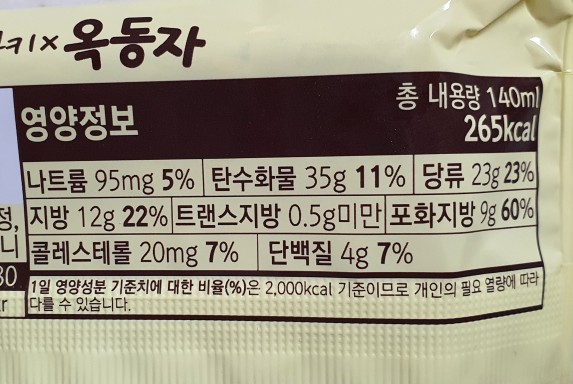 키x옥동자
영양정보
총 내용량 140ml
265kcal
나트륨 95mg 5% 탄수화물 35g 11% 당류 23g 23%
지방 12g 22% 트랜스지방 0.5g미만 포화지방 9g 60%
콜레스테롤 20mg 7% 단백질 4g 7%
1일 영양성분 기준치에 대한 비율(%)은 2,000kcal 기준이므로 개인의 필요 열량에 따라
다를 수 있습니다.
정,
니
30